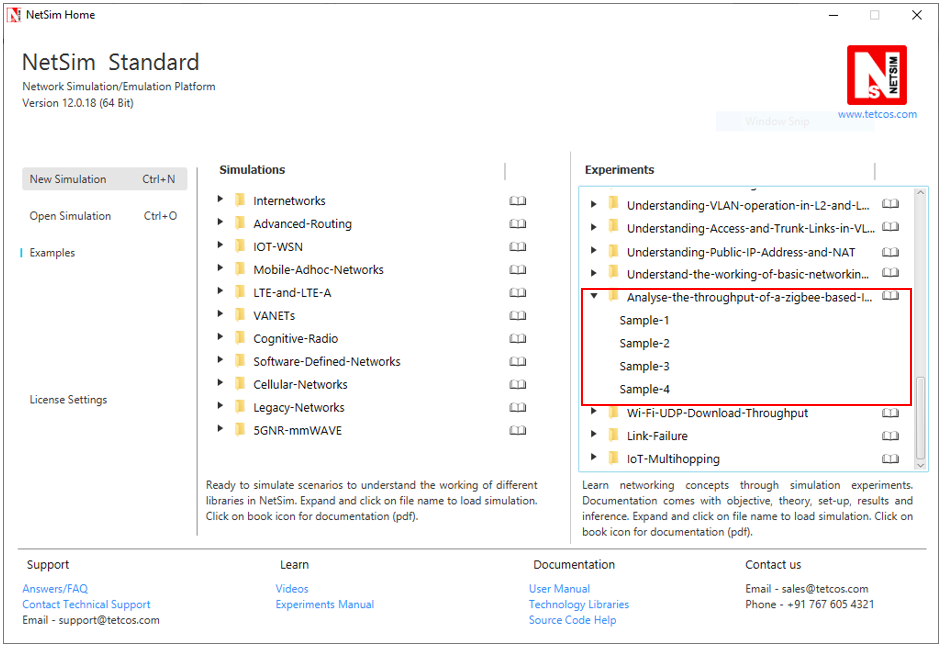 NetSim Home
NetSim Standard
Network Simulation/Emulation Platform
Version 12.0.18 (64 Bit)
N
S
NETSIM
www.tetcos.com
Window Snip
New Simulation Ctrl+N
Open Simulation Ctrl+O
Examples
License Settings
Simulations
Internetworks
Advanced-Routing
IOT-WSN
Mobile-Adhoc-Networks
LTE-and-LTE-A
VANETs
Cognitive-Radio
Software-Defined-Networks
Cellular-Networks
Legacy-Networks
5GNR-mmWAVE
Ready to simulate scenarios to understand the working of different
libraries in NetSim. Expand and click on file name to load simulation.
Click on book icon for documentation (pdf).
Experiments
Understanding-VLAN-operation-in-L2-and-L...
Understanding-Access-and-Trunk-Links-in-VL...
Understanding-Public-IP-Address-and-NAT
Understand-the-working-of-basic-networkin...
Analyse-the-throughput-of-a-zigbee-based-I...
Sample-1
Sample-2
Sample-3
Sample-4
Wi-Fi-UDP-Download-Throughput
Link-Failure
IoT-Multihopping
Learn networking concepts through simulation experiments.
Documentation comes with objective, theory, set-up, results and
inference. Expand and click on file name to load simulation. Click on
book icon for documentation (pdf).
Support
Answers/FAQ
Contact Technical Support
Email - support@tetcos.com
Learn
Videos
Experiments Manual
Documentation
User Manual
Technology Libraries
Source Code Help
Contact us
Email - sales@tetcos.com
Phone - +91 767 605 4321